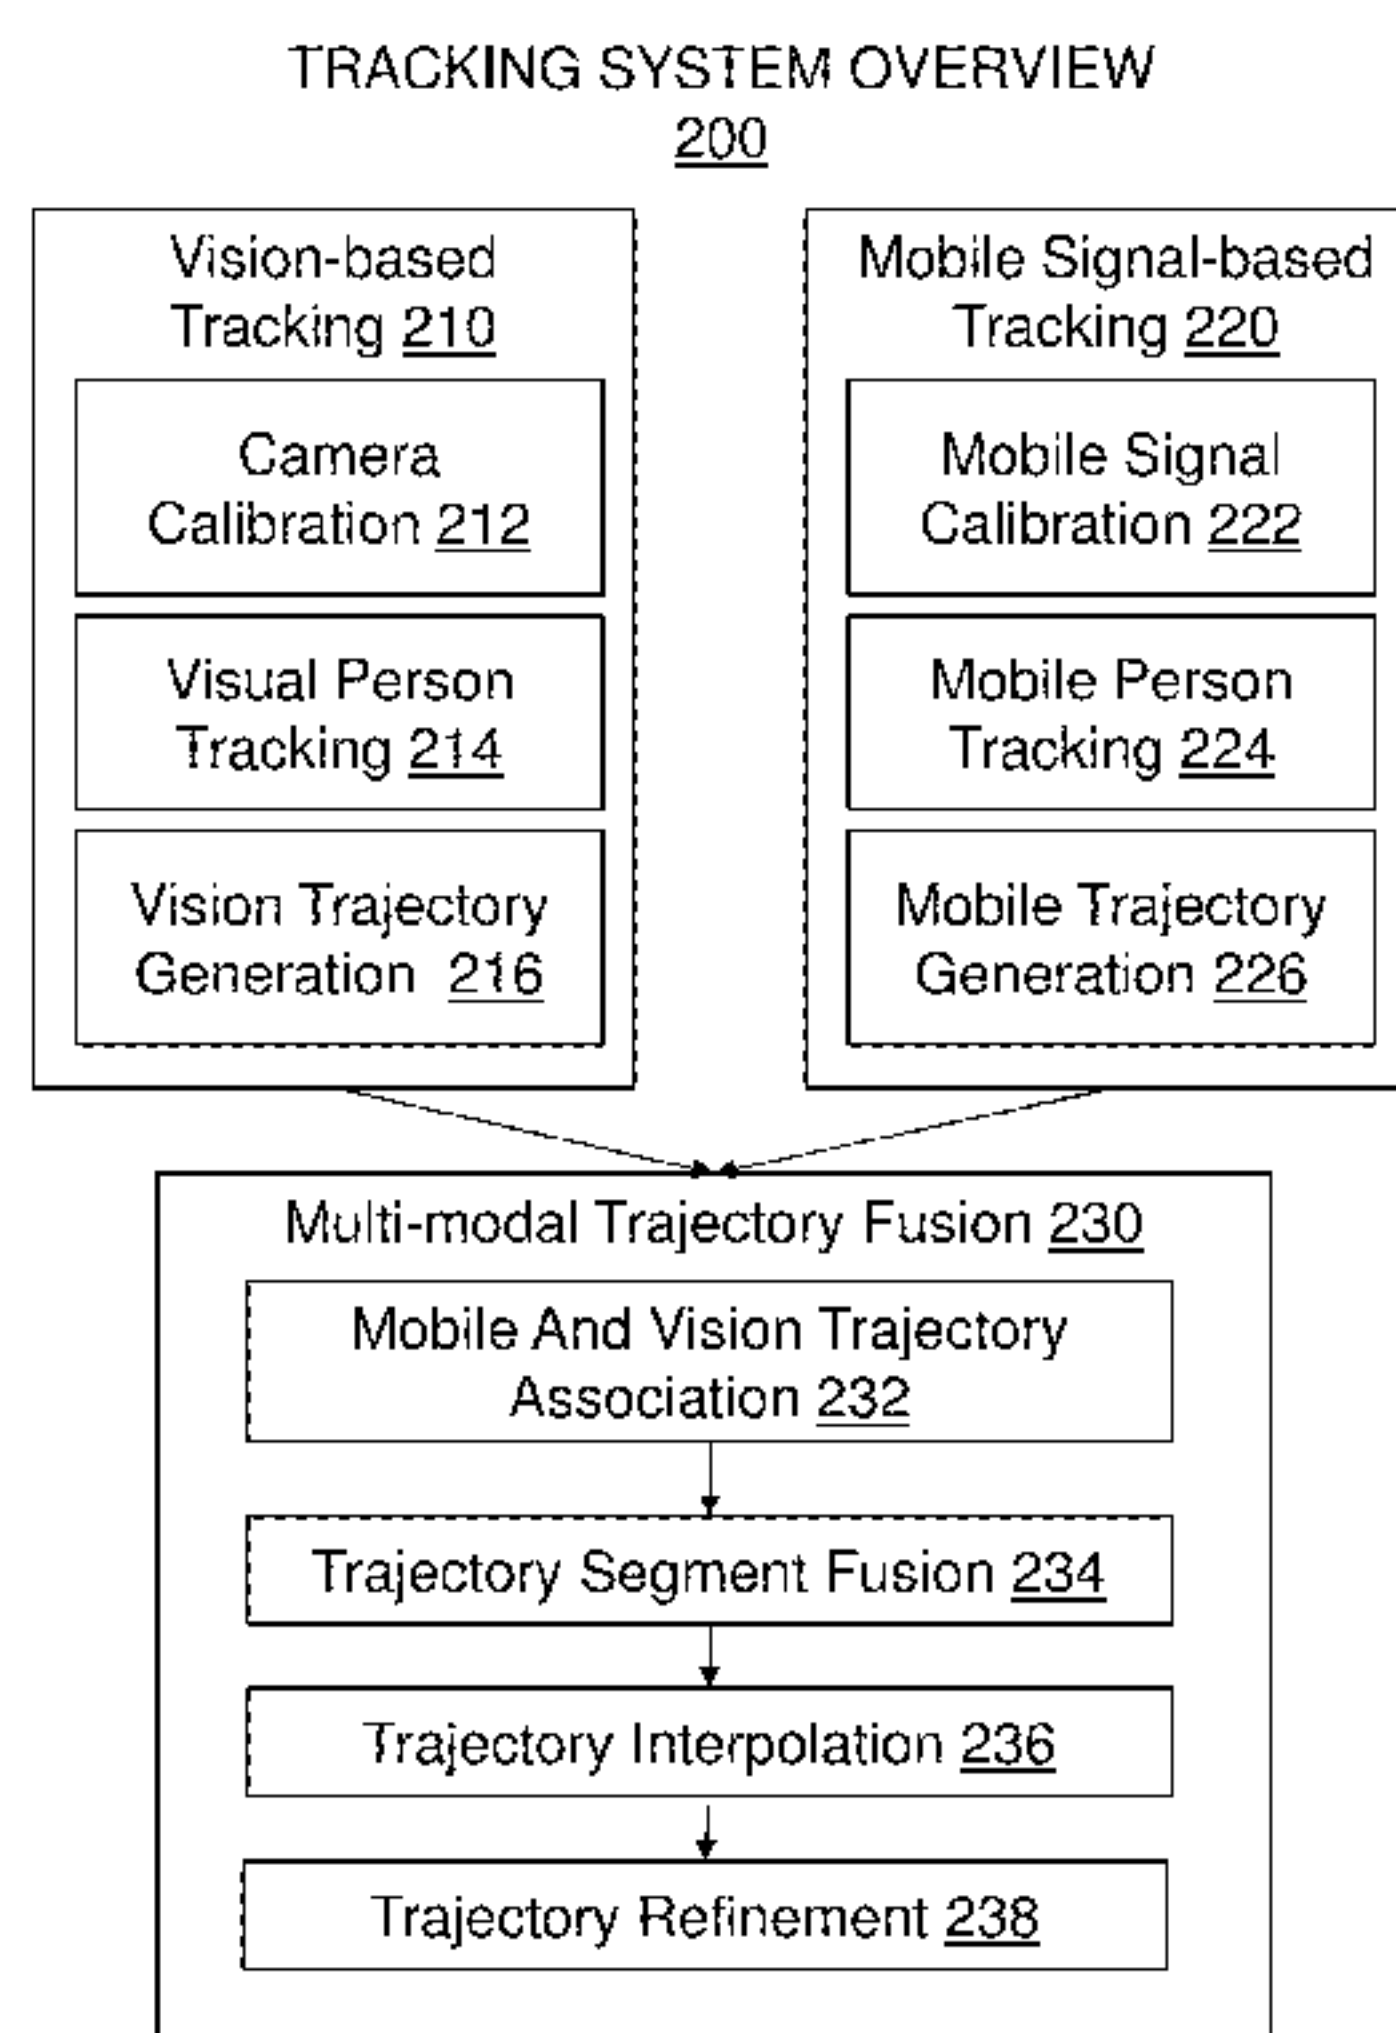 TRACKING SYSTEM OVERVIEW
200
Vision-based
Tracking 210
Camera
Calibration 212
Visual Person
Tracking 214
Vision Trajectory
Generation 216
Mobile Signal-based
Tracking 220
Mobile Signal
Calibration 222
Mobile Person
Tracking 224
Mobile Trajectory
Generation 226
Multi-modal Trajectory Fusion 230
Mobile And Vision Trajectory
Association 232
Trajectory Segment Fusion 234
Trajectory Interpolation 236
Trajectory Refinement 238